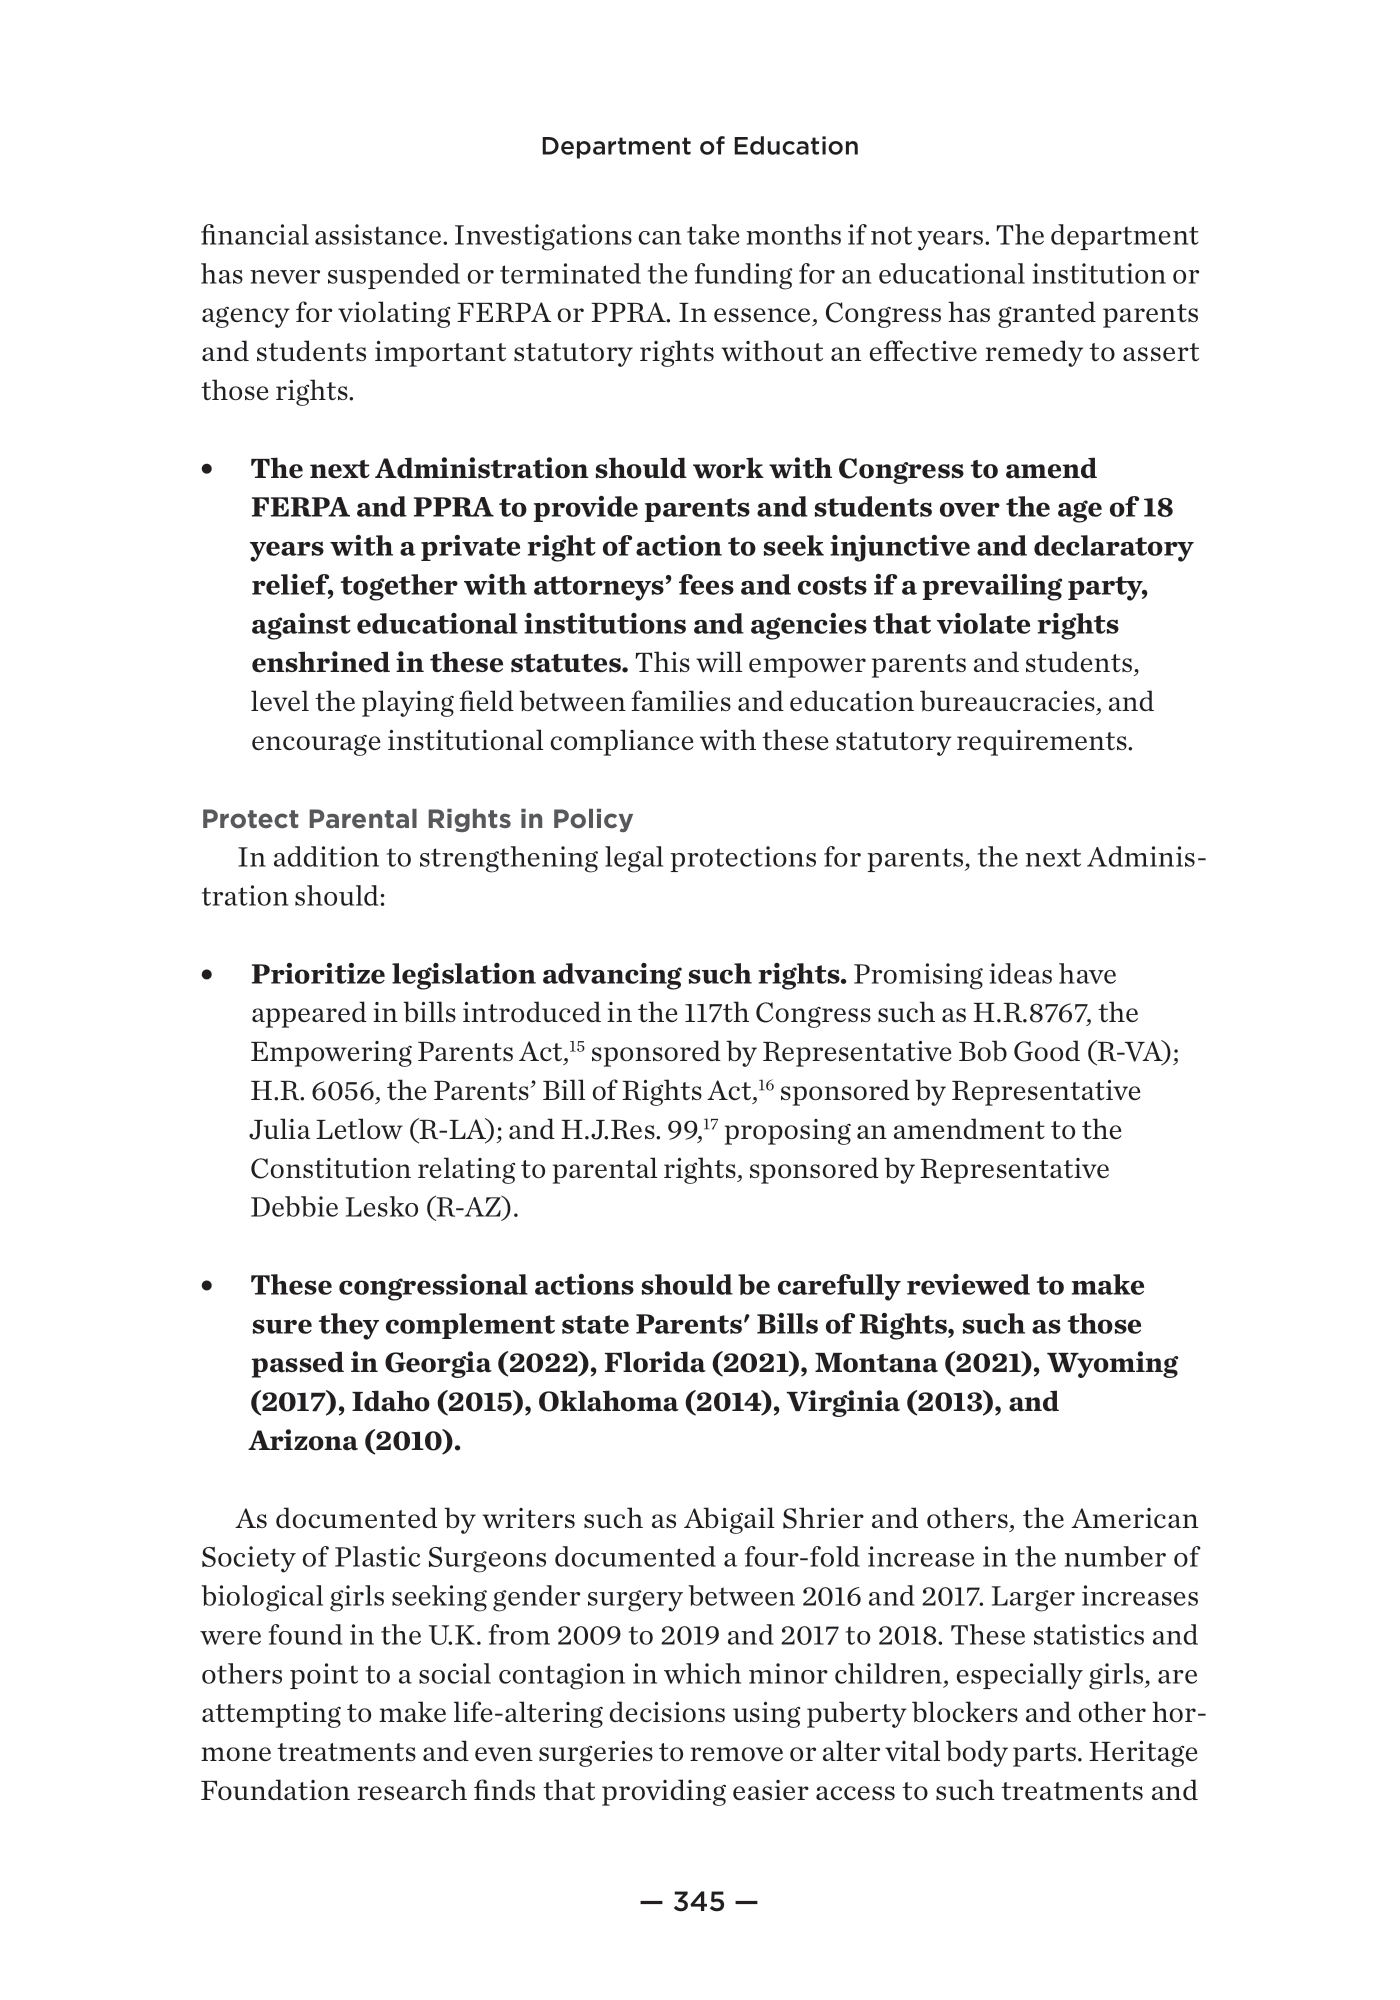 Department of Education
financial assistance. Investigations can take months if not years. The department
has never suspended or terminated the funding for an educational institution or
agency for violating FERPA or PPRA. In essence, Congress has granted parents
and students important statutory rights without an effective remedy to assert
those rights.
• The next Administration should work with Congress to amend
FERPA and PPRA to provide parents and students over the age of 18
years with a private right of action to seek injunctive and declaratory
relief, together with attorneys’ fees and costs if a prevailing party,
against educational institutions and agencies that violate rights
enshrined in these statutes. This will empower parents and students,
level the playing field between families and education bureaucracies, and
encourage institutional compliance with these statutory requirements.
Protect Parental Rights in Policy
In addition to strengthening legal protections for parents, the next Adminis-
tration should:
• Prioritize legislation advancing such rights. Promising ideas have
appeared in bills introduced in the 117th Congress such as H.R.8767, the
Empowering Parents Act,15 sponsored by Representative Bob Good (R-VA);
H.R. 6056, the Parents’ Bill of Rights Act,16 sponsored by Representative
Julia Letlow (R-LA); and H.J.Res. 99,17 proposing an amendment to the
Constitution relating to parental rights, sponsored by Representative
Debbie Lesko (R-AZ).
• These congressional actions should be carefully reviewed to make
sure they complement state Parents' Bills of Rights, such as those
passed in Georgia (2022), Florida (2021), Montana (2021), Wyoming
(2017), Idaho (2015), Oklahoma (2014), Virginia (2013), and
Arizona (2010).
As documented by writers such as Abigail Shrier and others, the American
Society of Plastic Surgeons documented a four-fold increase in the number of
biological girls seeking gender surgery between 2016 and 2017. Larger increases
were found in the U.K. from 2009 to 2019 and 2017 to 2018. These statistics and
others point to a social contagion in which minor children, especially girls, are
attempting to make life-altering decisions using puberty blockers and other hor-
mone treatments and even surgeries to remove or alter vital body parts. Heritage
Foundation research finds that providing easier access to such treatments and
— 345 —